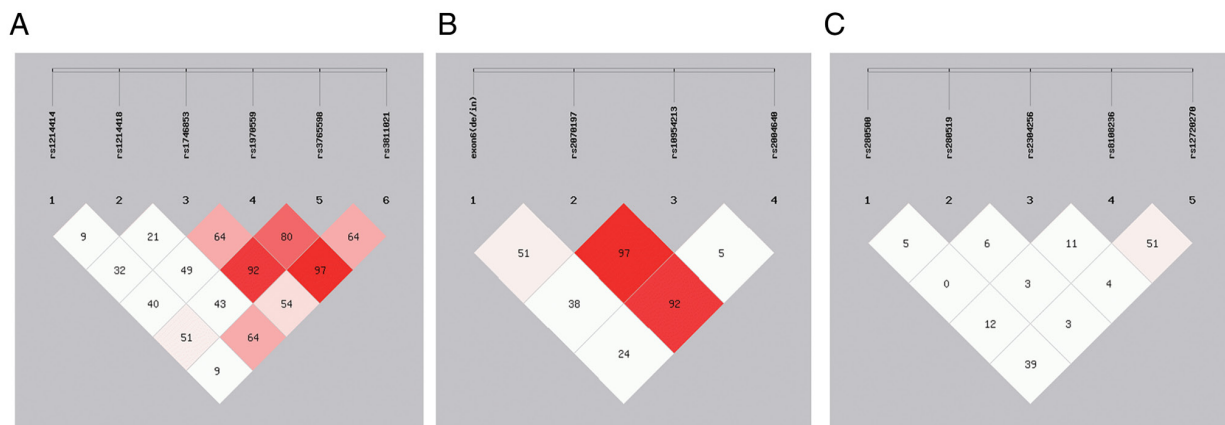 A
B
C
rs1214414
rs1214418
rs1746853
rs1970559
rs3765598
rs3811021
exon6(de/in)
rs2070197
rs10954213
rs2004640
rs280500
rs280519
rs2304256
rs8108236
rs12720270
1 2 3 4 5 6
1 2 3 4
1 2 3 4 5
9 21 64 80 64
32 49 92 97
40 43 54
51 64
9
51 97 5
38 92
24
5 6 11 51
0 3 4
12 3
39